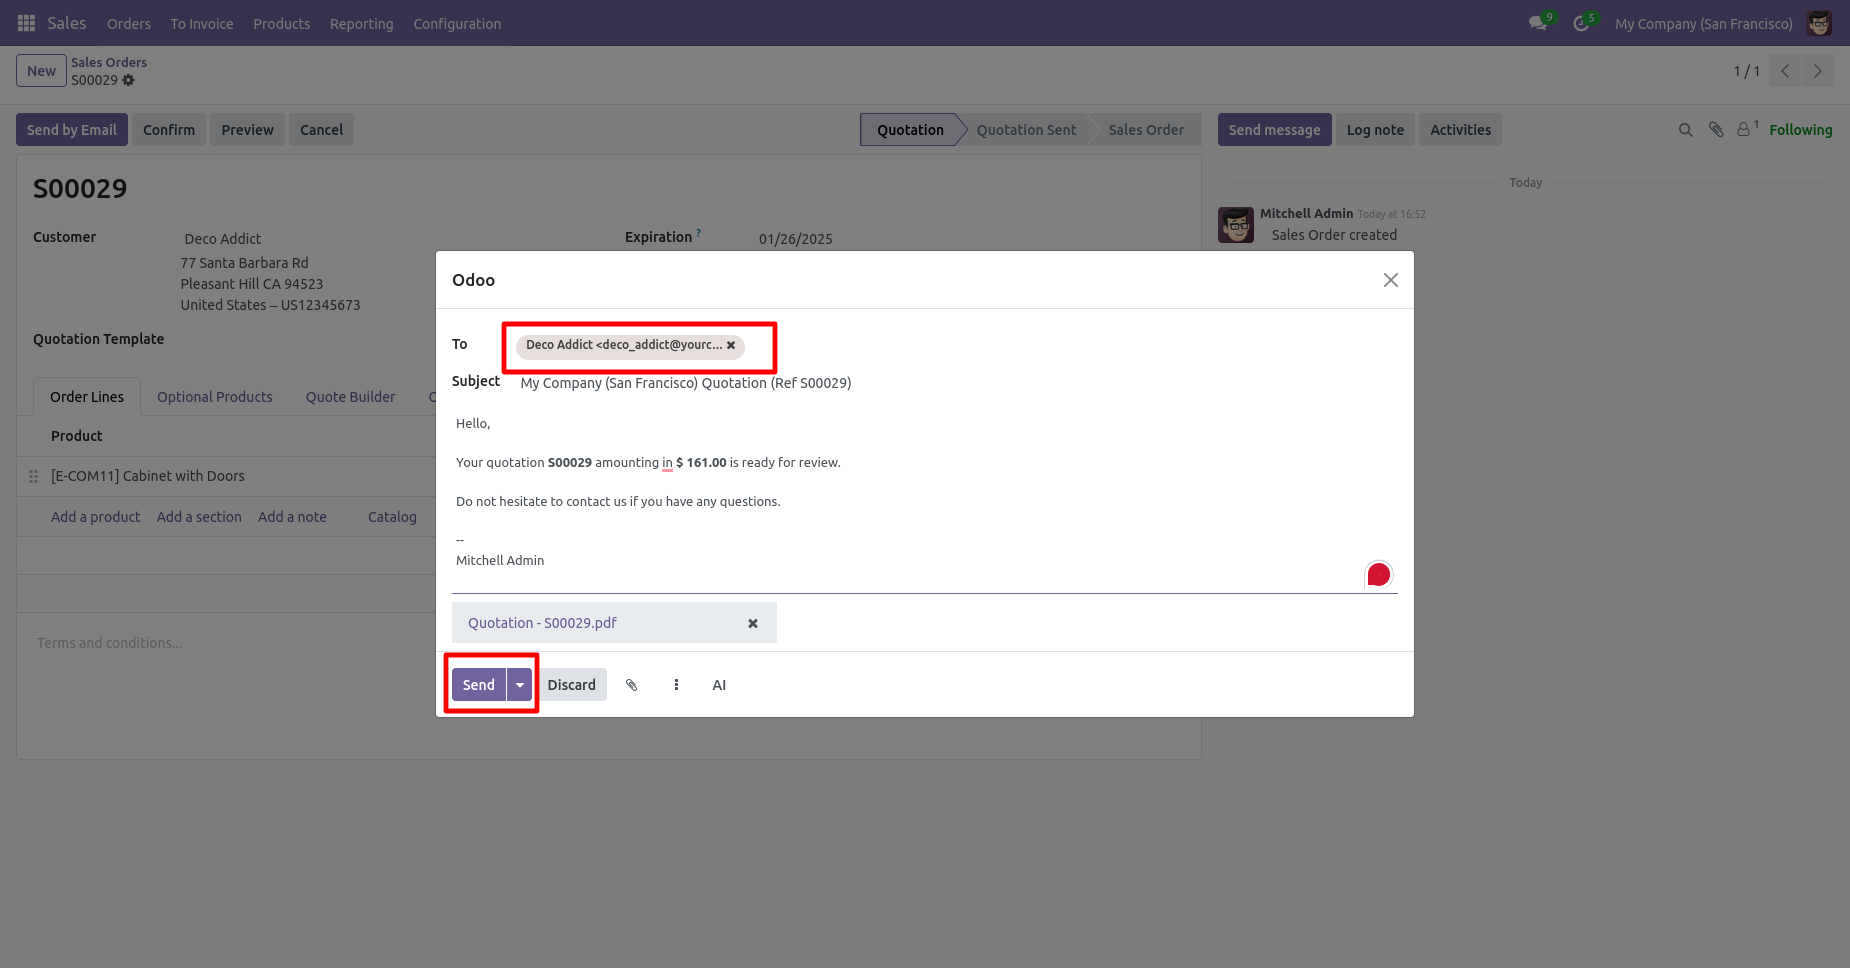 Sales Orders To Invoice Products Reporting Configuration 9 5 My Company (San Francisco)
New Sales Orders 1 / 1
S00029
Send by Email Confirm Preview Cancel Quotation Quotation Sent Sales Order Send message Log note Activities 1 Following
S00029
Today
Mitchell Admin Today at 16:52
Sales Order created
Customer Deco Addict Expiration ? 01/26/2025
77 Santa Barbara Rd
Pleasant Hill CA 94523
United States – US12345673
Quotation Template
Order Lines Optional Products Quote Builder
Product
[E-COM11] Cabinet with Doors
Add a product Add a section Add a note Catalog
Terms and conditions...
Odoo
To Deco Addict <deco_addict@yourc...
Subject My Company (San Francisco) Quotation (Ref S00029)
Hello,
Your quotation S00029 amounting in $ 161.00 is ready for review.
Do not hesitate to contact us if you have any questions.
--
Mitchell Admin
Quotation - S00029.pdf
Send Discard AI